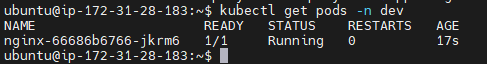 ubuntu@ip-172-31-28-183:~$ kubectl get pods -n dev
NAME READY STATUS RESTARTS AGE
nginx-66686b6766-jkrm6 1/1 Running 0 17s
ubuntu@ip-172-31-28-183:~$